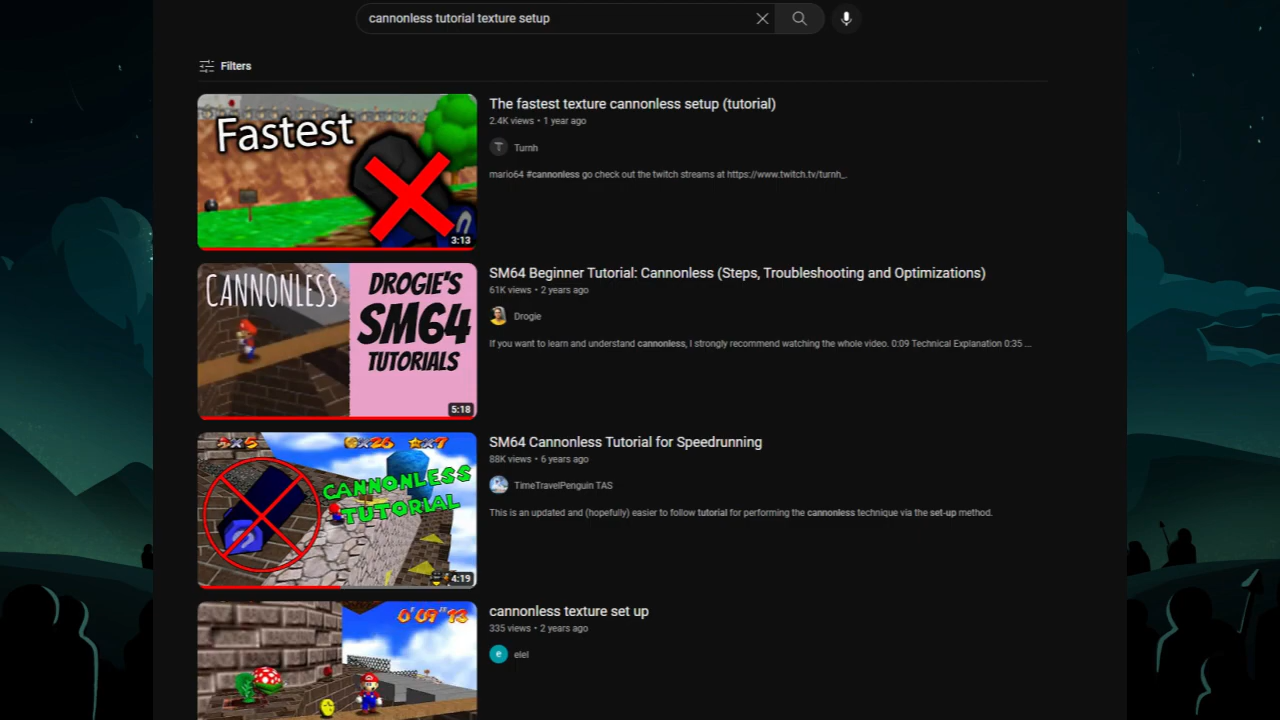 cannonless tutorial texture setup
Filters
Fastest
3:13
The fastest texture cannonless setup (tutorial)
2.4K views • 1 year ago
T Turnh
mario64 #cannonless go check out the twitch streams at https://www.twitch.tv/turnh_.
CANNONLESS
DROGIE'S
SM64
TUTORIALS
5:18
SM64 Beginner Tutorial: Cannonless (Steps, Troubleshooting and Optimizations)
61K views • 2 years ago
Drogie
If you want to learn and understand cannonless, I strongly recommend watching the whole video. 0:09 Technical Explanation 0:35 ...
×5 ×26 ×7
CANNONLESS
TUTORIAL
4:19
SM64 Cannonless Tutorial for Speedrunning
88K views • 6 years ago
TimeTravelPenguin TAS
This is an updated and (hopefully) easier to follow tutorial for performing the cannonless technique via the set-up method.
0'09"13
cannonless texture set up
335 views • 2 years ago
e elel